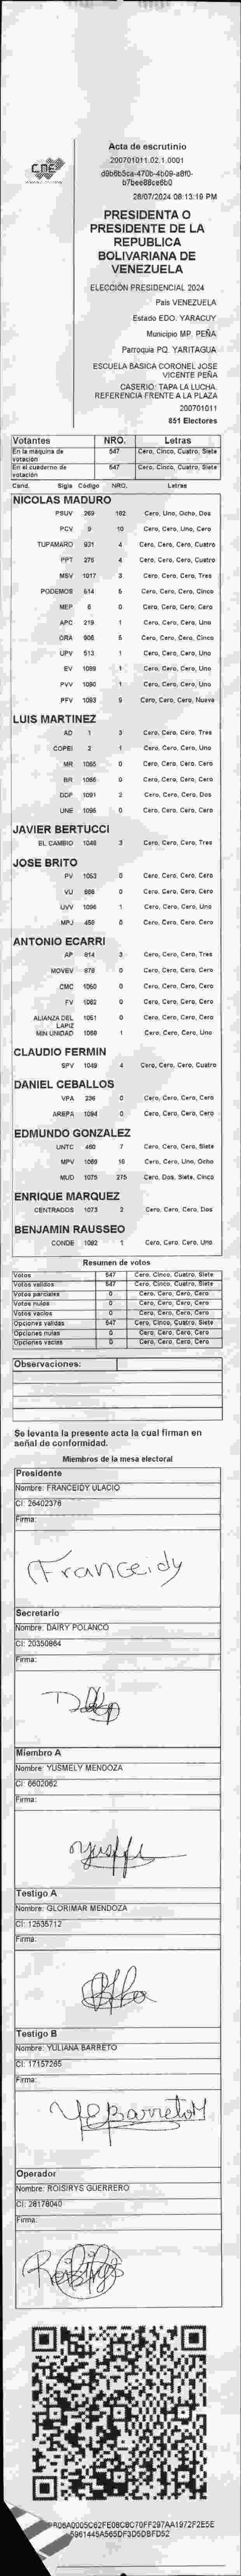 CNE
Acta de escrutinio
200701011.02.1.0001
d9b6b5ca-470b-4b09-a8f0-
b7bee88ce6b0
28/07/2024 08:13:19 PM
PRESIDENTA O
PRESIDENTE DE LA
REPUBLICA
BOLIVARIANA DE
VENEZUELA
ELECCIÓN PRESIDENCIAL 2024
País VENEZUELA
Estado EDO. YARACUY
Municipio MP. PEÑA
Parroquia PQ. YARITAGUA
ESCUELA BASICA CORONEL JOSE
VICENTE PEÑA
CASERIO: TAPA LA LUCHA.
REFERENCIA FRENTE A LA PLAZA
200701011
851 Electores
Votantes NRO. Letras
En la máquina de votación 547 Cero, Cinco, Cuatro, Siete
En el cuaderno de votación 547 Cero, Cinco, Cuatro, Siete
Cand. Sigla Código NRO. Letras
NICOLAS MADURO
PSUV 269 182 Cero, Uno, Ocho, Dos
PCV 9 10 Cero, Cero, Uno, Cero
TUPAMARO 931 4 Cero, Cero, Cero, Cuatro
PPT 275 4 Cero, Cero, Cero, Cuatro
MSV 1017 3 Cero, Cero, Cero, Tres
PODEMOS 514 5 Cero, Cero, Cero, Cinco
MEP 6 0 Cero, Cero, Cero, Cero
APC 219 1 Cero, Cero, Cero, Uno
ORA 906 5 Cero, Cero, Cero, Cinco
UPV 513 1 Cero, Cero, Cero, Uno
EV 1089 1 Cero, Cero, Cero, Uno
PVV 1090 1 Cero, Cero, Cero, Uno
PFV 1093 9 Cero, Cero, Cero, Nueve
LUIS MARTINEZ
AD 1 3 Cero, Cero, Cero, Tres
COPEI 2 1 Cero, Cero, Cero, Uno
MR 1065 0 Cero, Cero, Cero, Cero
BR 1066 0 Cero, Cero, Cero, Cero
DDP 1091 2 Cero, Cero, Cero, Dos
UNE 1095 0 Cero, Cero, Cero, Cero
JAVIER BERTUCCI
EL CAMBIO 1048 3 Cero, Cero, Cero, Tres
JOSE BRITO
PV 1053 0 Cero, Cero, Cero, Cero
VU 888 0 Cero, Cero, Cero, Cero
UVV 1096 1 Cero, Cero, Cero, Uno
MPJ 459 0 Cero, Cero, Cero, Cero
ANTONIO ECARRI
AP 814 3 Cero, Cero, Cero, Tres
MOVEV 878 0 Cero, Cero, Cero, Cero
CMC 1060 0 Cero, Cero, Cero, Cero
FV 1082 0 Cero, Cero, Cero, Cero
ALIANZA DEL LAPIZ 1051 0 Cero, Cero, Cero, Cero
MIN UNIDAD 1068 1 Cero, Cero, Cero, Uno
CLAUDIO FERMIN
SPV 1049 4 Cero, Cero, Cero, Cuatro
DANIEL CEBALLOS
VPA 236 0 Cero, Cero, Cero, Cero
AREPA 1094 0 Cero, Cero, Cero, Cero
EDMUNDO GONZALEZ
UNTC 460 7 Cero, Cero, Cero, Siete
MPV 1069 18 Cero, Cero, Uno, Ocho
MUD 1075 275 Cero, Dos, Siete, Cinco
ENRIQUE MARQUEZ
CENTRADOS 1073 2 Cero, Cero, Cero, Dos
BENJAMIN RAUSSEO
CONDE 1092 1 Cero, Cero, Cero, Uno
Resumen de votos
Votos 547 Cero, Cinco, Cuatro, Siete
Votos validos 547 Cero, Cinco, Cuatro, Siete
Votos parciales 0 Cero, Cero, Cero, Cero
Votos nulos 0 Cero, Cero, Cero, Cero
Votos vacios 0 Cero, Cero, Cero, Cero
Opciones validas 547 Cero, Cinco, Cuatro, Siete
Opciones nulas 0 Cero, Cero, Cero, Cero
Opciones vacias 0 Cero, Cero, Cero, Cero
Observaciones:
Se levanta la presente acta la cual firman en
señal de conformidad.
Miembros de la mesa electoral
Presidente
Nombre: FRANCEIDY ULACIO
CI: 26402376
Firma:
Franceidy
Secretario
Nombre: DAIRY POLANCO
CI: 20350864
Firma:
Miembro A
Nombre: YUSMELY MENDOZA
CI: 6602062
Firma:
Testigo A
Nombre: GLORIMAR MENDOZA
CI: 12535712
Firma:
Testigo B
Nombre: YULIANA BARRETO
CI: 17157265
Firma:
Operador
Nombre: ROISIRYS GUERRERO
CI: 28178040
Firma: